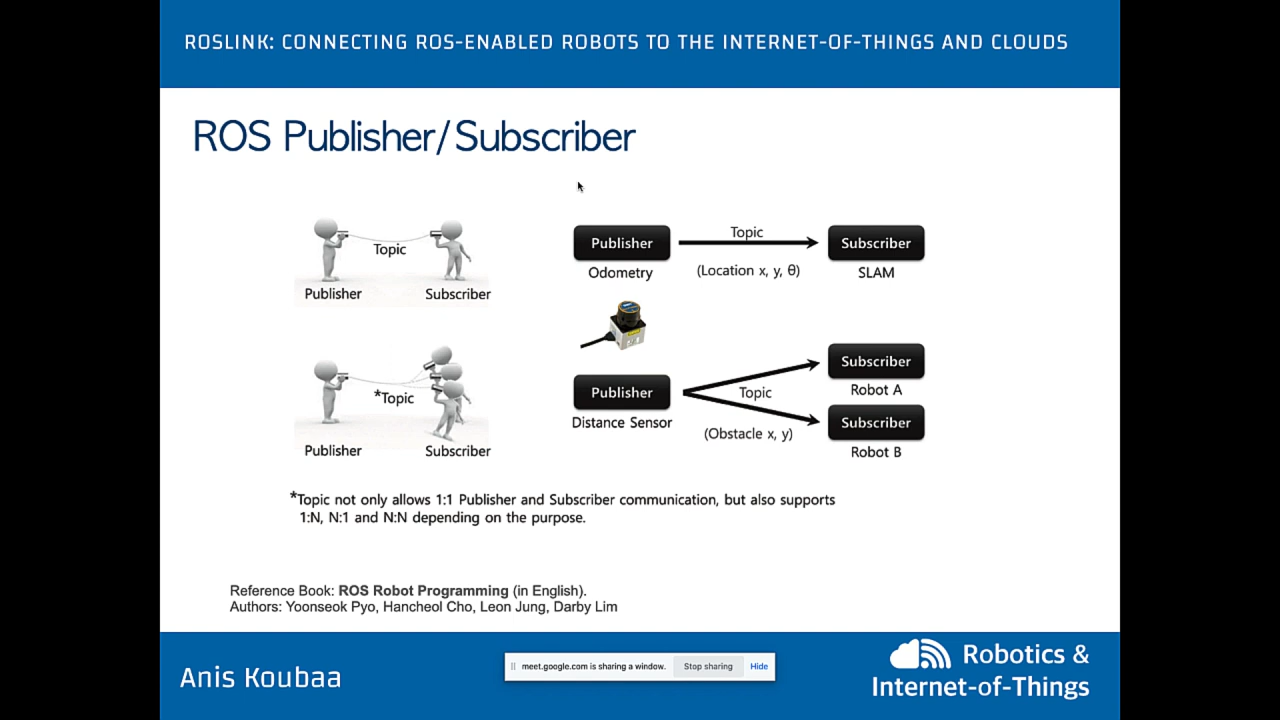 ROSLINK: CONNECTING ROS-ENABLED ROBOTS TO THE INTERNET-OF-THINGS AND CLOUDS
ROS Publisher/Subscriber
Topic
Publisher
Subscriber
Publisher
Topic
Subscriber
Odometry
(Location x, y, θ)
SLAM
*Topic
Publisher
Subscriber
Publisher
Distance Sensor
Topic
(Obstacle x, y)
Subscriber
Robot A
Subscriber
Robot B
*Topic not only allows 1:1 Publisher and Subscriber communication, but also supports
1:N, N:1 and N:N depending on the purpose.
Reference Book: ROS Robot Programming (in English).
Authors: Yoonseok Pyo, Hancheol Cho, Leon Jung, Darby Lim
Anis Koubaa
meet.google.com is sharing a window.
Stop sharing
Hide
Robotics &
Internet-of-Things